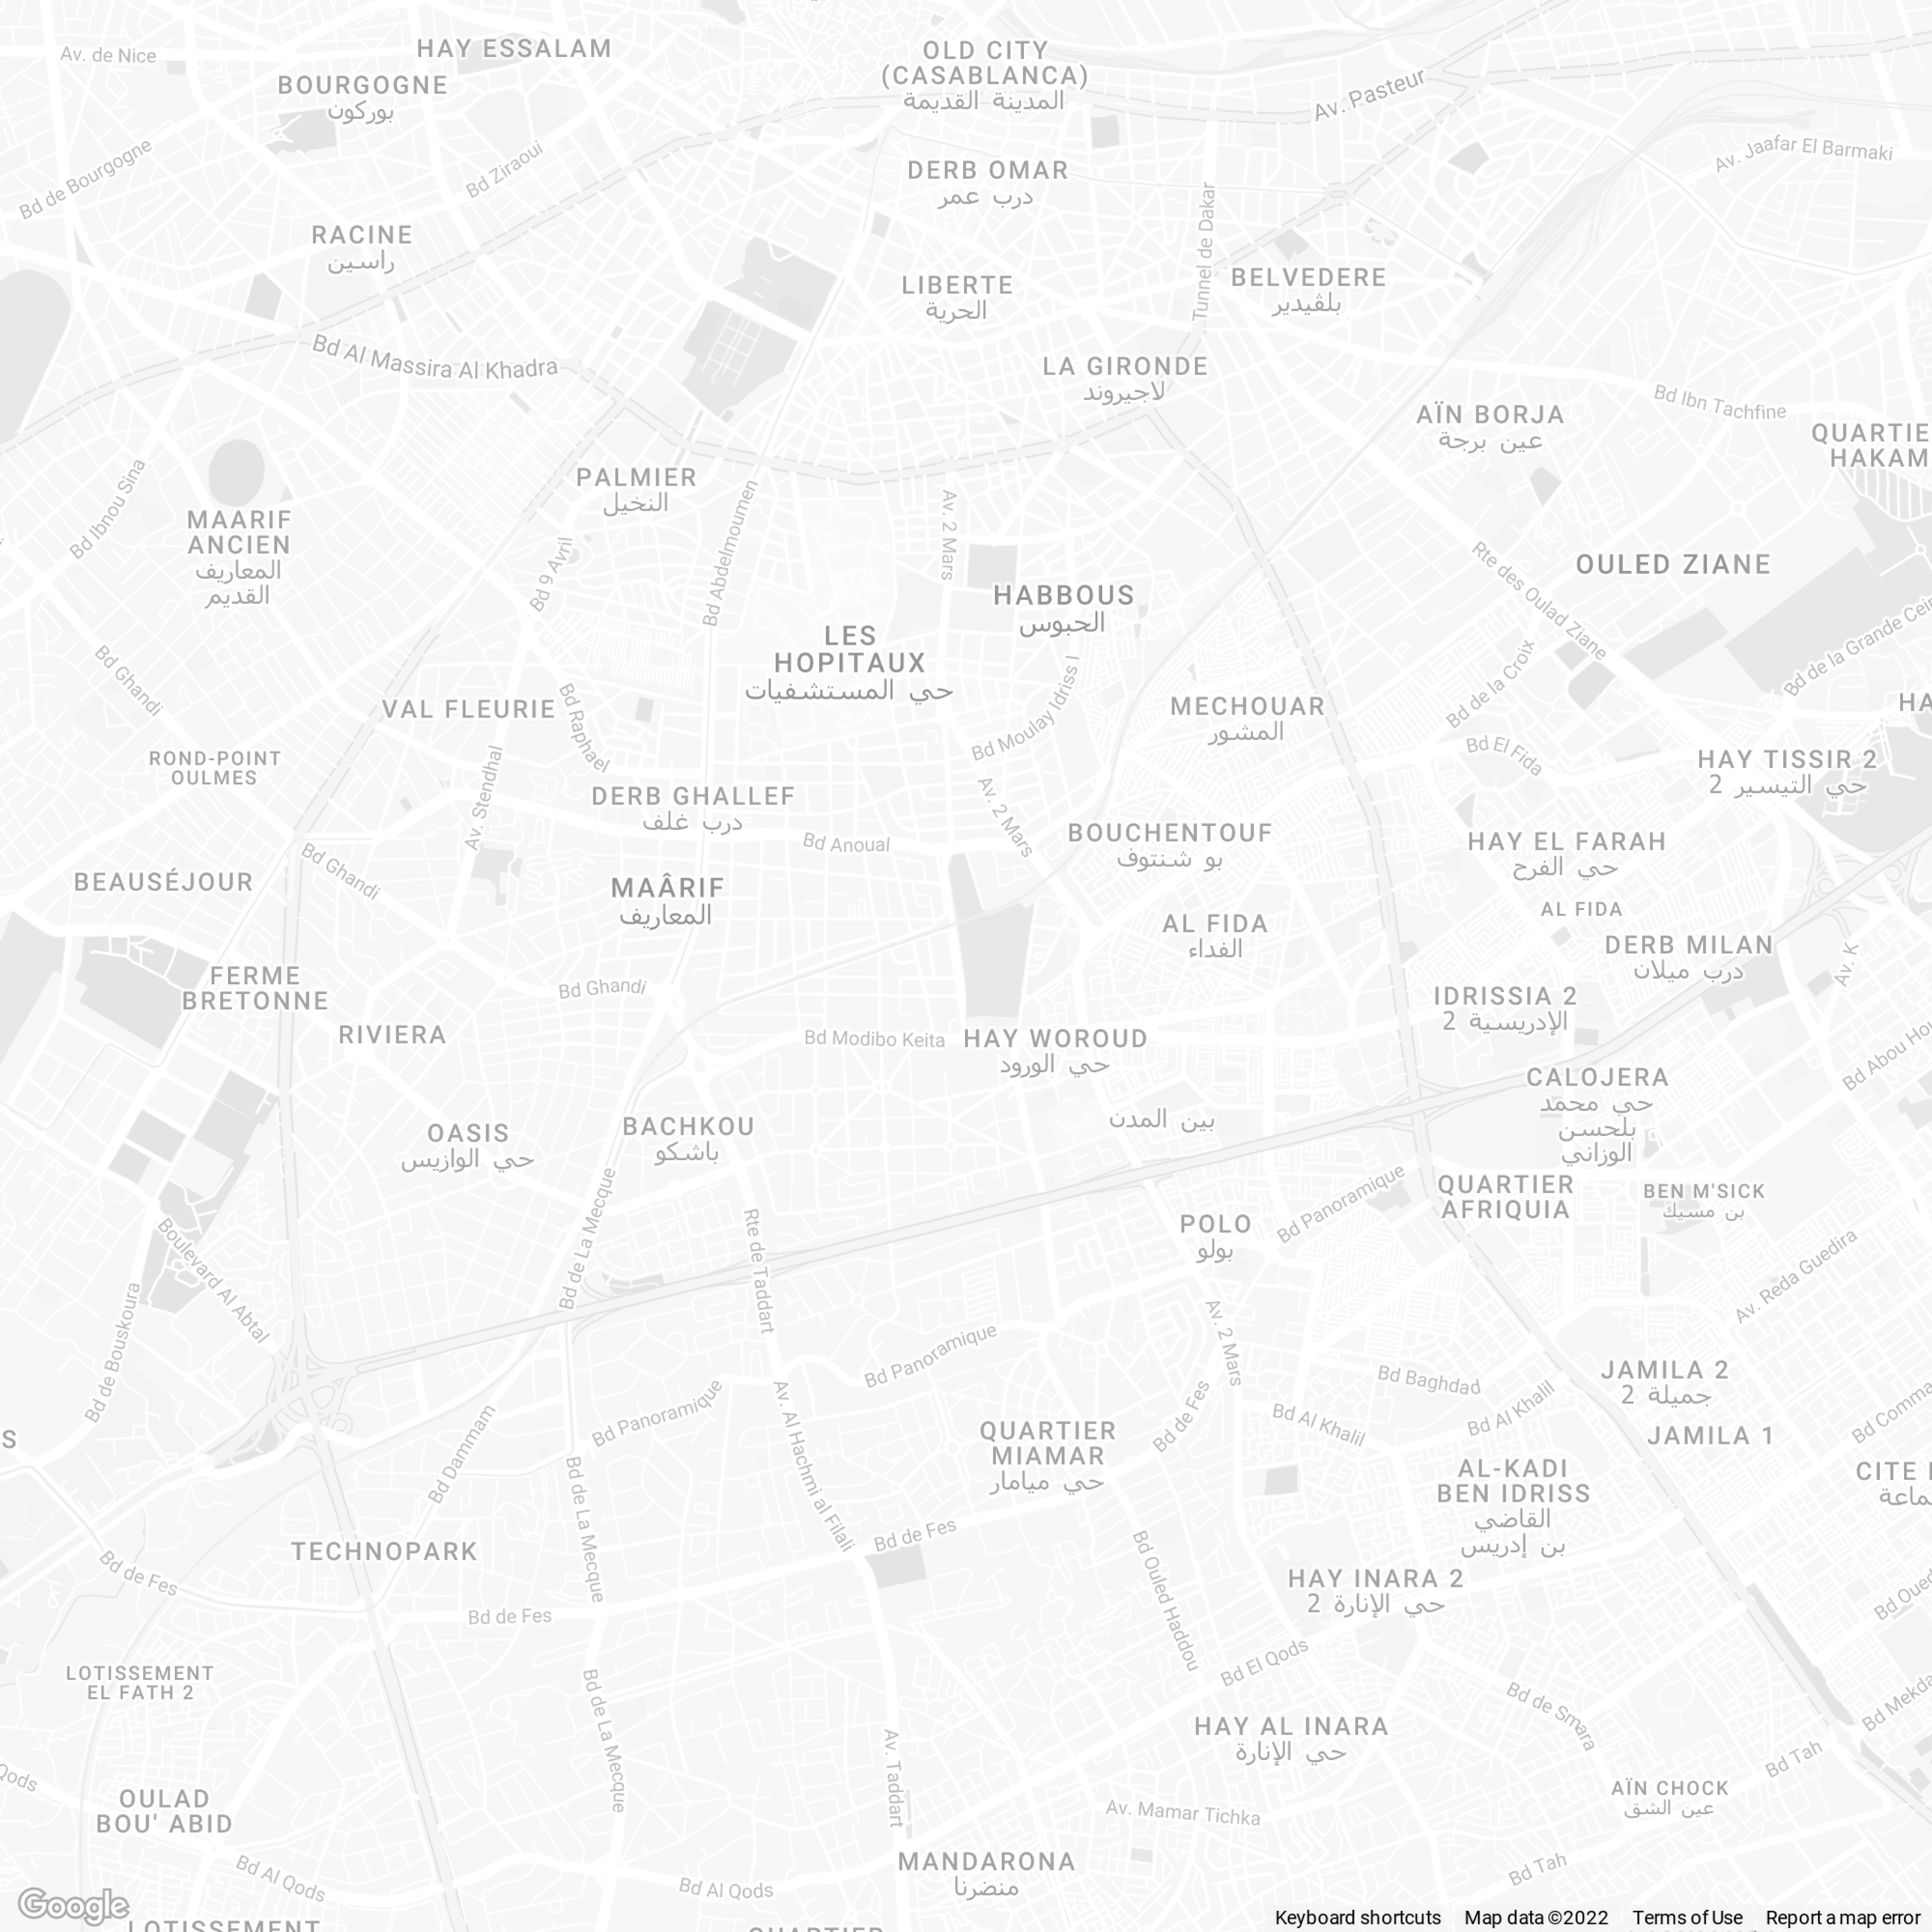 HAY ESSALAM
Av. de Nice
OLD CITY
(CASABLANCA)
المدينة القديمة
BOURGOGNE
بوركون
Av. Pasteur
Av. Jaafar El Barmaki
Bd de Bourgogne
Bd Ziraoui
DERB OMAR
درب عمر
Tunnel de Dakar
RACINE
راسين
LIBERTE
الحرية
BELVEDERE
بلڤيدير
Bd Al Massira Al Khadra
LA GIRONDE
لاجيروند
Bd Ibn Tachfine
AÏN BORJA
عين برجة
QUARTIE
HAKAM
Bd Ibnou Sina
PALMIER
النخيل
Av. 2 Mars
Bd Abdelmoumen
MAARIF
ANCIEN
المعاريف
القديم
Bd 9 Avril
OULED ZIANE
Rte des Oulad Ziane
HABBOUS
الحبوس
Bd de la Grande Cein
LES
HOPITAUX
حي المستشفيات
Bd Ghandi
Bd Moulay Idriss I
Bd de la Croix
VAL FLEURIE
Bd Raphael
MECHOUAR
المشور
HA
Bd El Fida
ROND-POINT
OULMES
HAY TISSIR 2
حي التيسير 2
Av. Stendhal
DERB GHALLEF
درب غلف
Av. 2 Mars
Bd Anoual
BOUCHENTOUF
بو شنتوف
HAY EL FARAH
حي الفرح
Bd Ghandi
BEAUSÉJOUR
MAÂRIF
المعاريف
AL FIDA
الفداء
AL FIDA
DERB MILAN
درب ميلان
Av. K
FERME
BRETONNE
Bd Ghandi
IDRISSIA 2
الإدريسية 2
RIVIERA
Bd Modibo Keita
HAY WOROUD
حي الورود
Bd Abou Hou
CALOJERA
حي محمد
بلحسن
الوزاني
بين المدن
OASIS
حي الوازيس
BACHKOU
باشكو
QUARTIER
AFRIQUIA
BEN M'SICK
بن مسيك
Bd Panoramique
POLO
بولو
Bd de La Mecque
Rte de Taddart
Boulevard Al Abtal
Av. Reda Guedira
Bd de Bouskoura
Av. 2 Mars
Bd Panoramique
Bd Baghdad
JAMILA 2
جميلة 2
Bd Panoramique
Av. Al Hachmi al Filali
Bd de Fes
Bd Al Khalil
Bd Al Khalil
JAMILA 1
Bd Comma
S
QUARTIER
MIAMAR
حي ميامار
Bd Dammam
Bd de La Mecque
AL-KADI
BEN IDRISS
القاضي
بن إدريس
CITE
ماعة
TECHNOPARK
Bd de Fes
Bd de Fes
Bd Ouled Haddou
HAY INARA 2
حي الإنارة 2
Bd Oued
Bd de Fes
Bd El Qods
LOTISSEMENT
EL FATH 2
Bd de La Mecque
Bd de Smara
Bd Mekda
HAY AL INARA
حي الإنارة
Av. Taddart
Bd Tah
Qods
AÏN CHOCK
عين الشق
OULAD
BOU' ABID
Av. Mamar Tichka
MANDARONA
منضرنا
Bd Tah
Bd Al Qods
Bd Al Qods
Google
LOTISSEMENT
QUARTIER
Keyboard shortcuts
Map data ©2022
Terms of Use
Report a map error